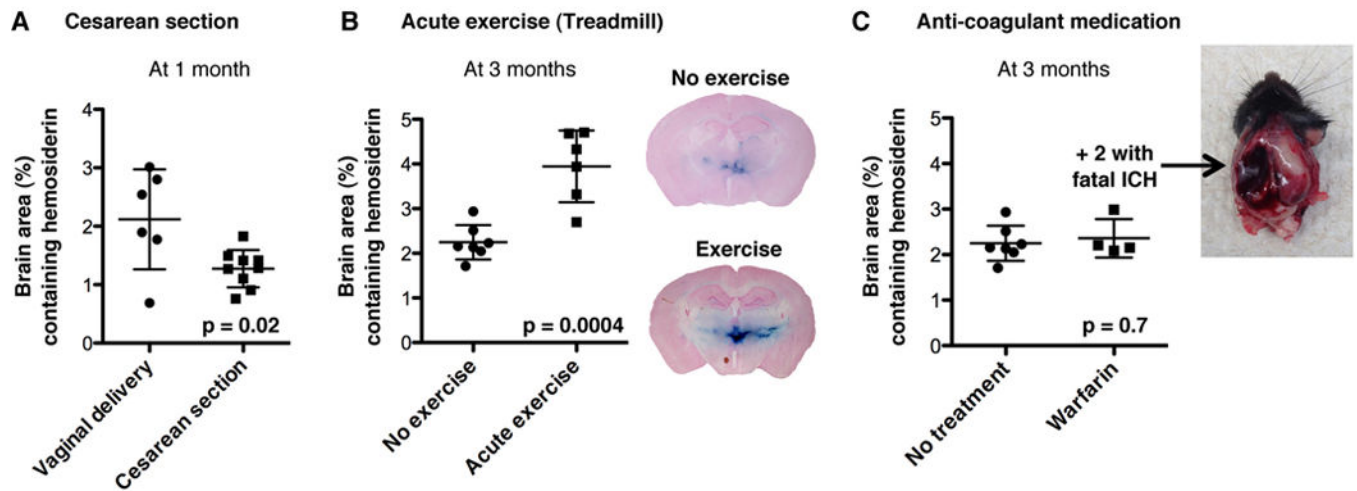 A Cesarean section
At 1 month
Brain area (%)
containing hemosiderin
4
3
2
1
0
p = 0.02
Vaginal delivery
Cesarean section
B Acute exercise (Treadmill)
At 3 months
Brain area (%)
containing hemosiderin
5
4
3
2
1
0
p = 0.0004
No exercise
Acute exercise
No exercise
Exercise
C Anti-coagulant medication
At 3 months
Brain area (%)
containing hemosiderin
5
4
3
2
1
0
+ 2 with
fatal ICH
p = 0.7
No treatment
Warfarin